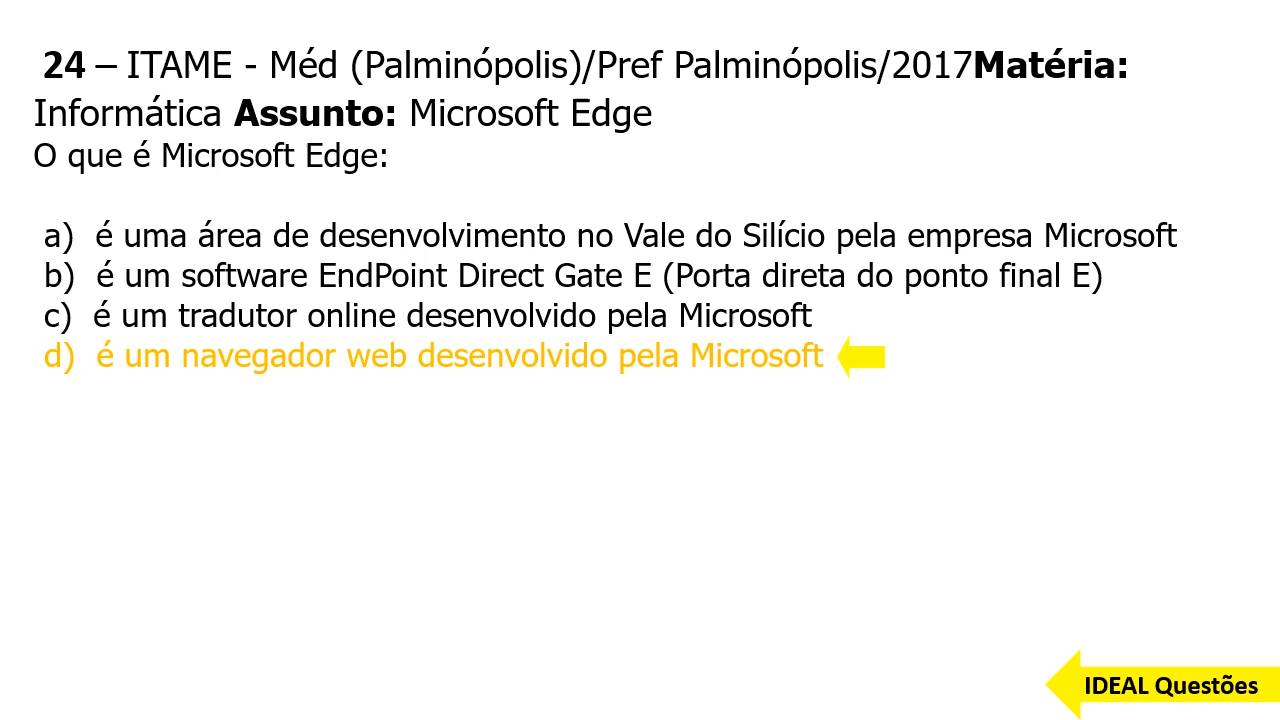 24 – ITAME - Méd (Palminópolis)/Pref Palminópolis/2017Matéria:
Informática Assunto: Microsoft Edge
O que é Microsoft Edge:
a) é uma área de desenvolvimento no Vale do Silício pela empresa Microsoft
b) é um software EndPoint Direct Gate E (Porta direta do ponto final E)
c) é um tradutor online desenvolvido pela Microsoft
d) é um navegador web desenvolvido pela Microsoft
IDEAL Questões